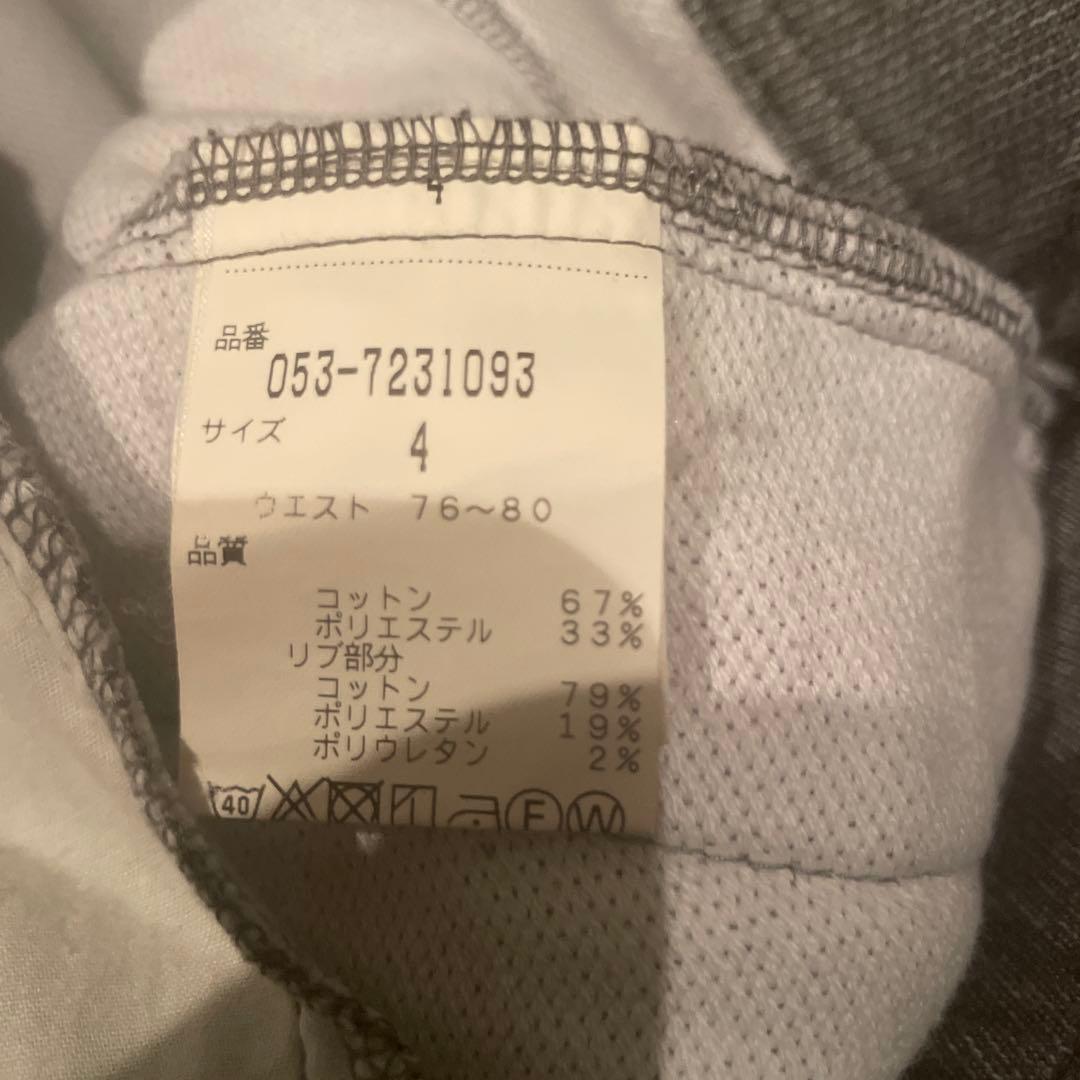 4
品番
053-7231093
サイズ 4
ウエスト 76～80
品質
コットン 67%
ポリエステル 33%
リブ部分
コットン 79%
ポリエステル 19%
ポリウレタン 2%
40 F W